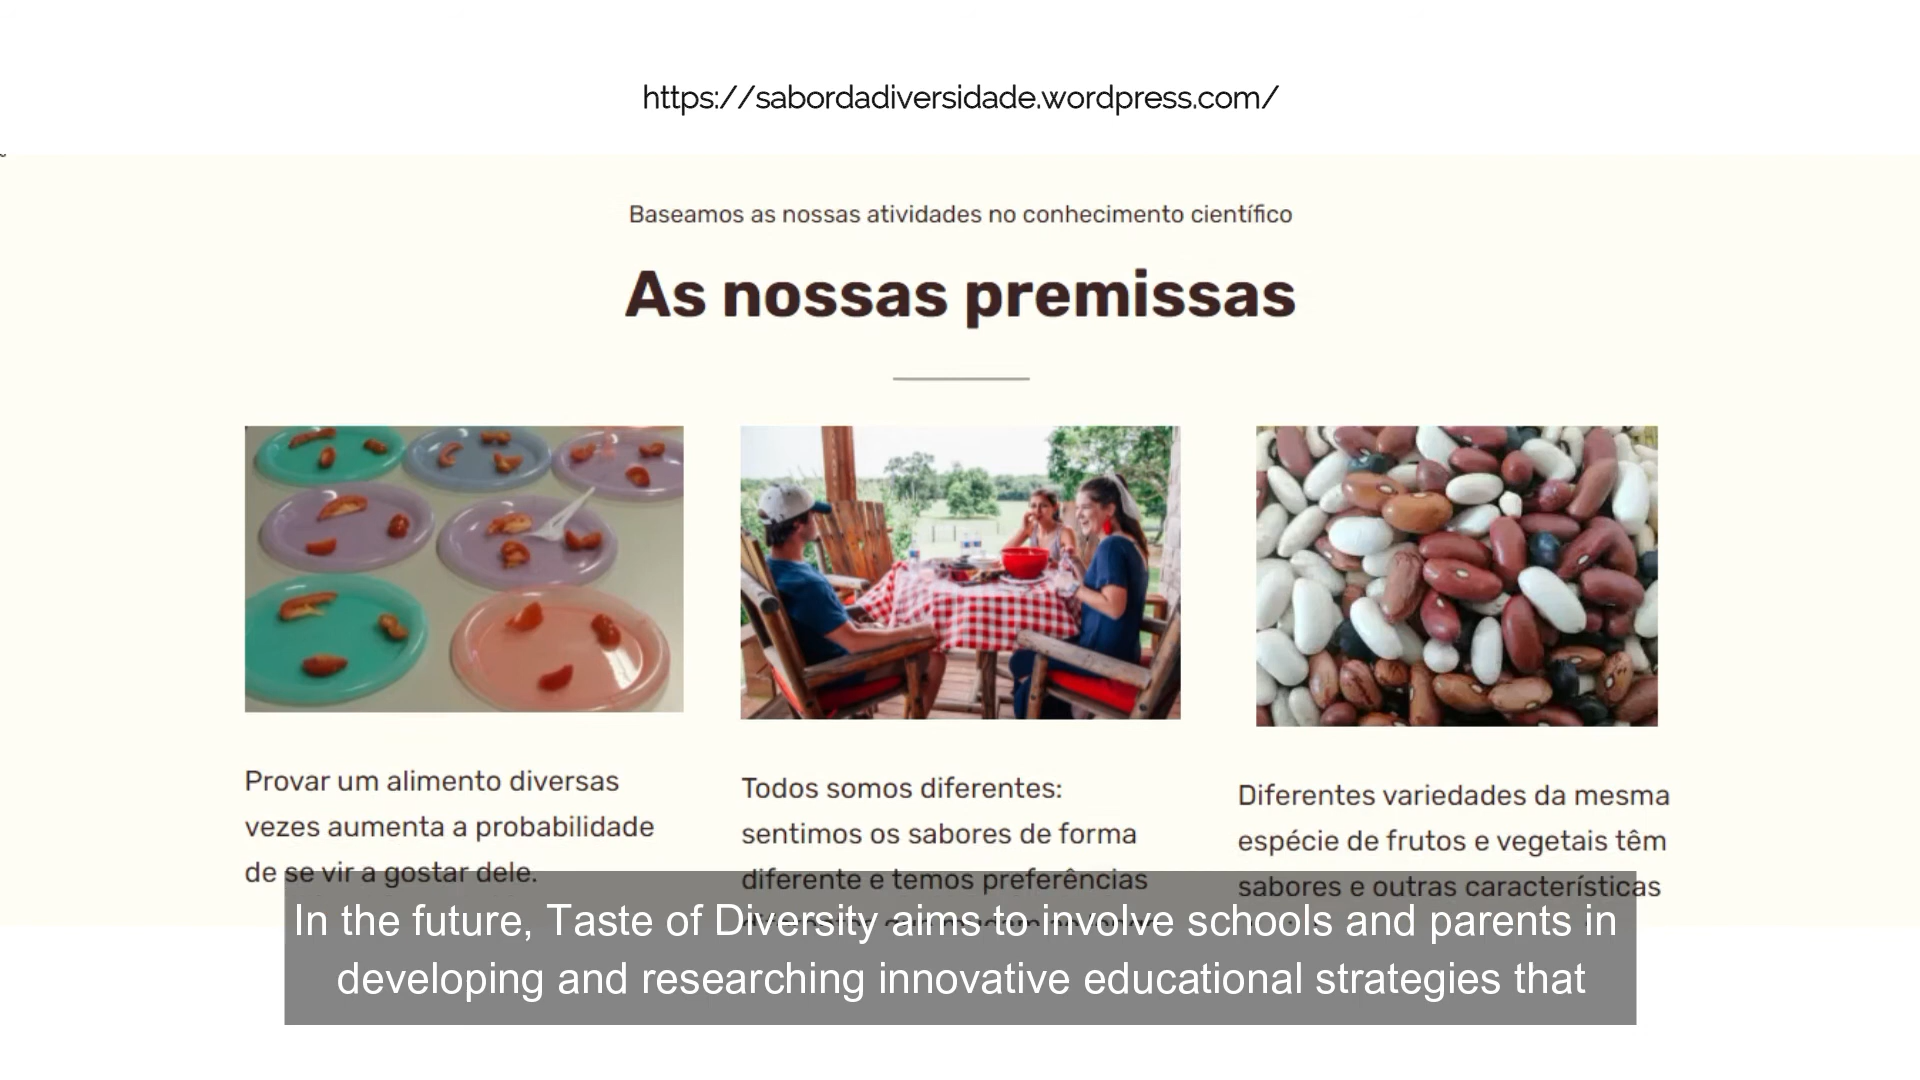 https://sabordadiversidade.wordpress.com/
Baseamos as nossas atividades no conhecimento científico
As nossas premissas
Provar um alimento diversas
vezes aumenta a probabilidade
de se vir a gostar dele.
Todos somos diferentes:
sentimos os sabores de forma
diferente e temos preferências
Diferentes variedades da mesma
espécie de frutos e vegetais têm
sabores e outras características
In the future, Taste of Diversity aims to involve schools and parents in
developing and researching innovative educational strategies that